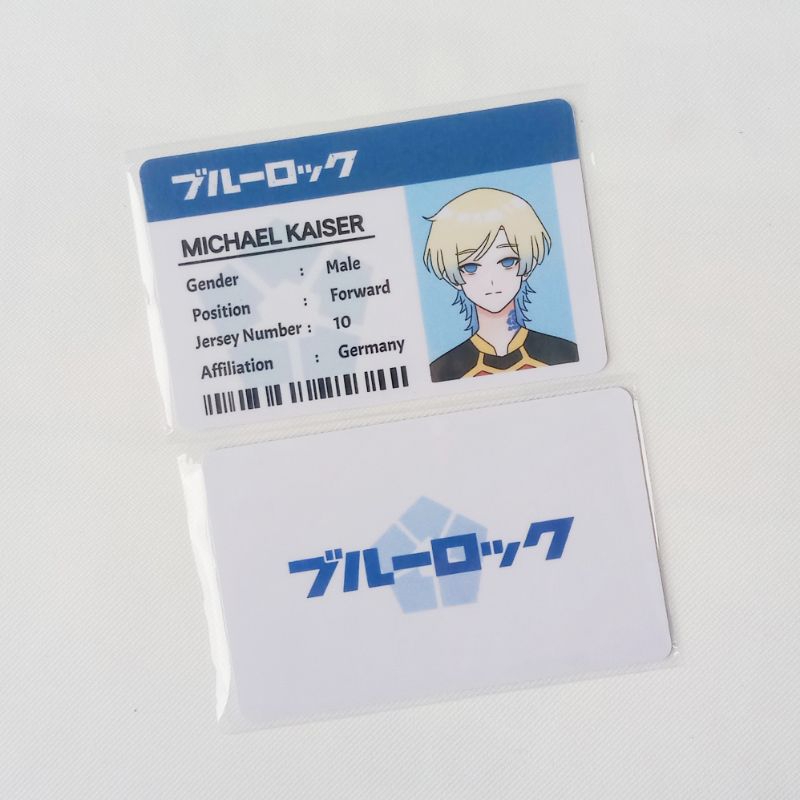 ブルーロック
MICHAEL KAISER
Gender : Male
Position : Forward
Jersey Number : 10
Affiliation : Germany
ブルーロック